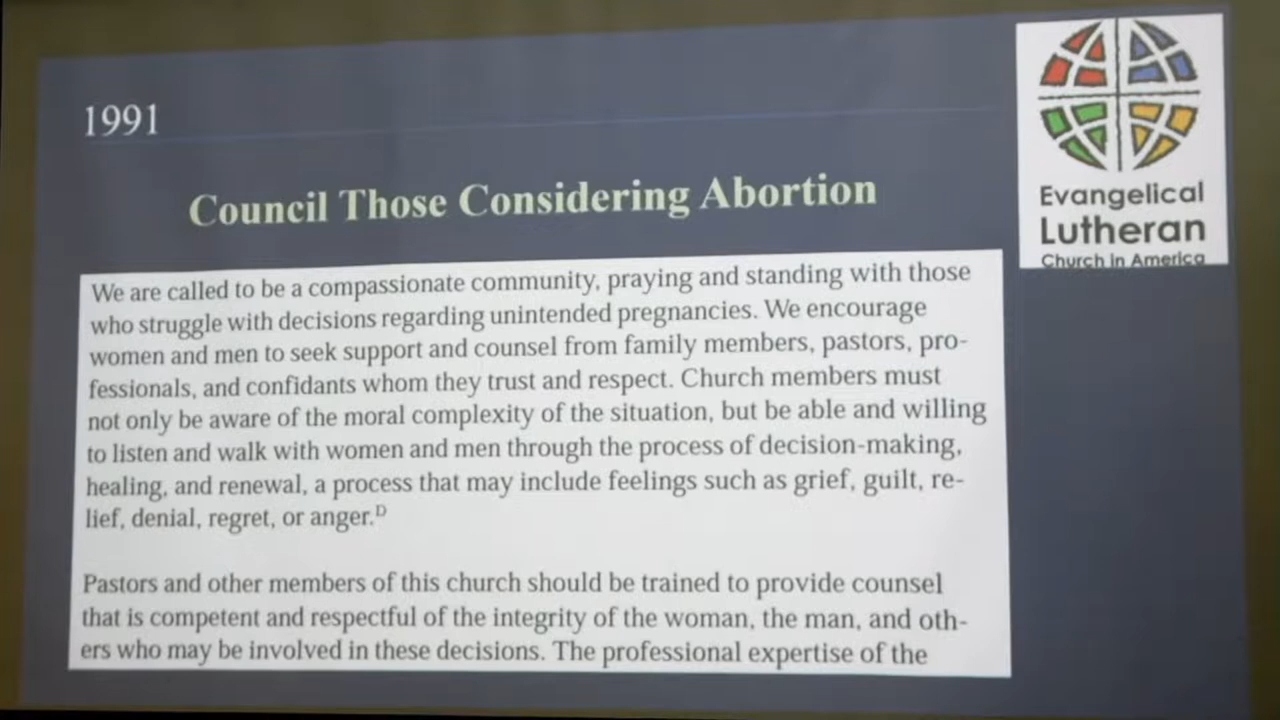 1991
Council Those Considering Abortion
Evangelical
Lutheran
Church in America
We are called to be a compassionate community, praying and standing with those
who struggle with decisions regarding unintended pregnancies. We encourage
women and men to seek support and counsel from family members, pastors, pro-
fessionals, and confidants whom they trust and respect. Church members must
not only be aware of the moral complexity of the situation, but be able and willing
to listen and walk with women and men through the process of decision-making,
healing, and renewal, a process that may include feelings such as grief, guilt, re-
lief, denial, regret, or anger.ᴰ
Pastors and other members of this church should be trained to provide counsel
that is competent and respectful of the integrity of the woman, the man, and oth-
ers who may be involved in these decisions. The professional expertise of the